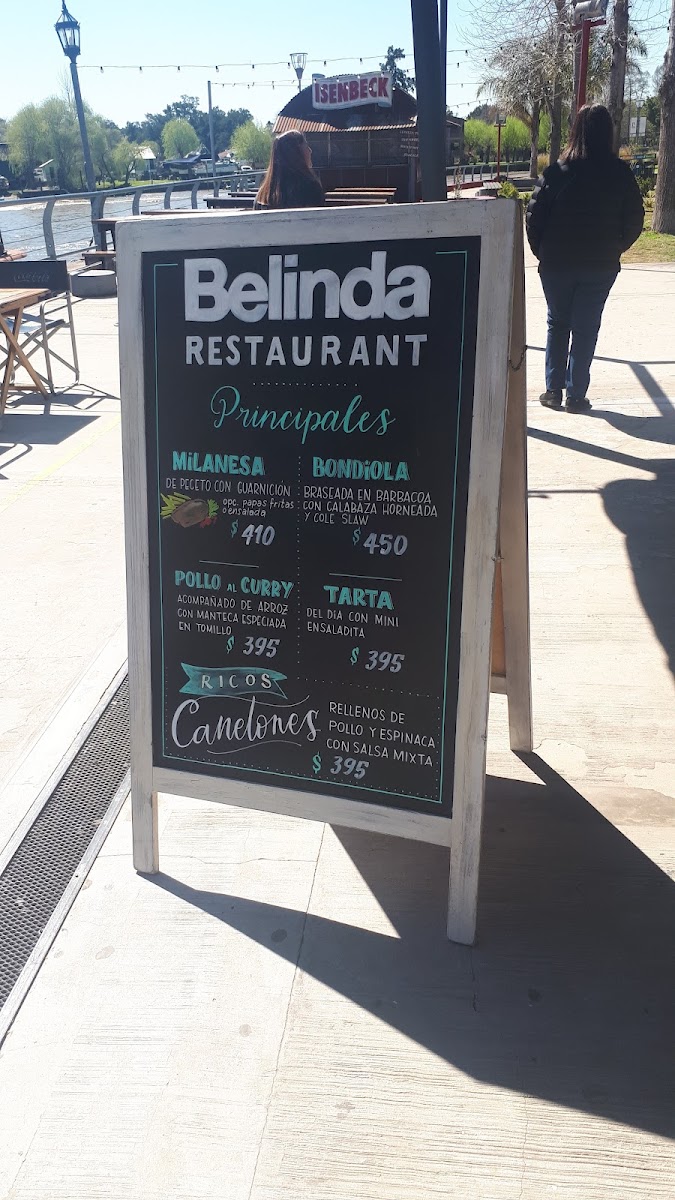 ISENBECK
Belinda
RESTAURANT
Principales
MiLANESA
DE PECETO CON GUARNICIÓN
opc. papas fritas
o ensalada
$ 410
BONDiOLA
BRASEADA EN BARBACOA
CON CALABAZA HORNEADA
Y COLE SLAW
$ 450
POLLO AL CURRY
ACOMPAÑADO DE ARROZ
CON MANTECA ESPECIADA
EN TOMILLO
$ 395
TARTA
DEL DÍA CON MINI
ENSALADITA
$ 395
RICOS
Canelones
RELLENOS DE
POLLO Y ESPINACA
CON SALSA MIXTA
$ 395